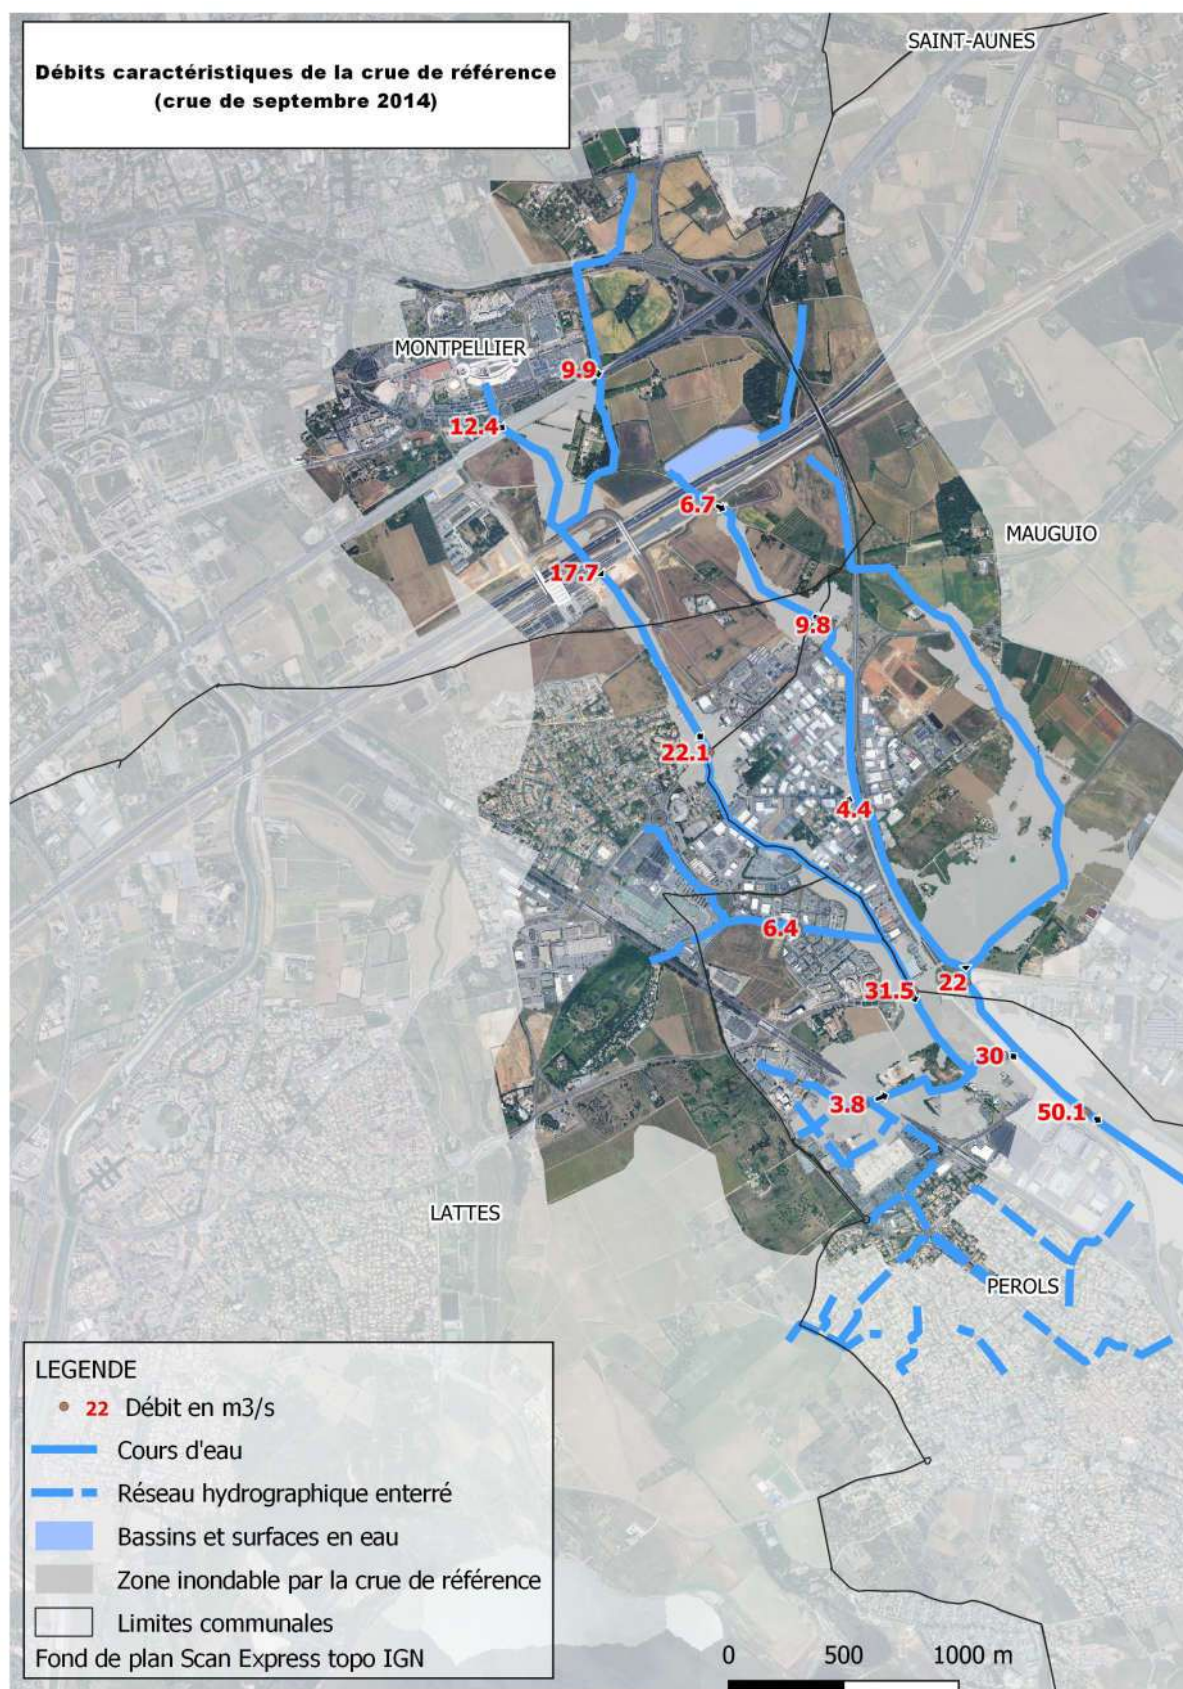 Débits caractéristiques de la crue de référence
(crue de septembre 2014)
SAINT-AUNES
MONTPELLIER
9.9
12.4
6.7
MAUGUIO
17.7
9.8
22.1
4.4
6.4
22
31.5
30
3.8
50.1
LATTES
PEROLS
LEGENDE
22 Débit en m3/s
Cours d'eau
Réseau hydrographique enterré
Bassins et surfaces en eau
Zone inondable par la crue de référence
Limites communales
Fond de plan Scan Express topo IGN
0 500 1000 m